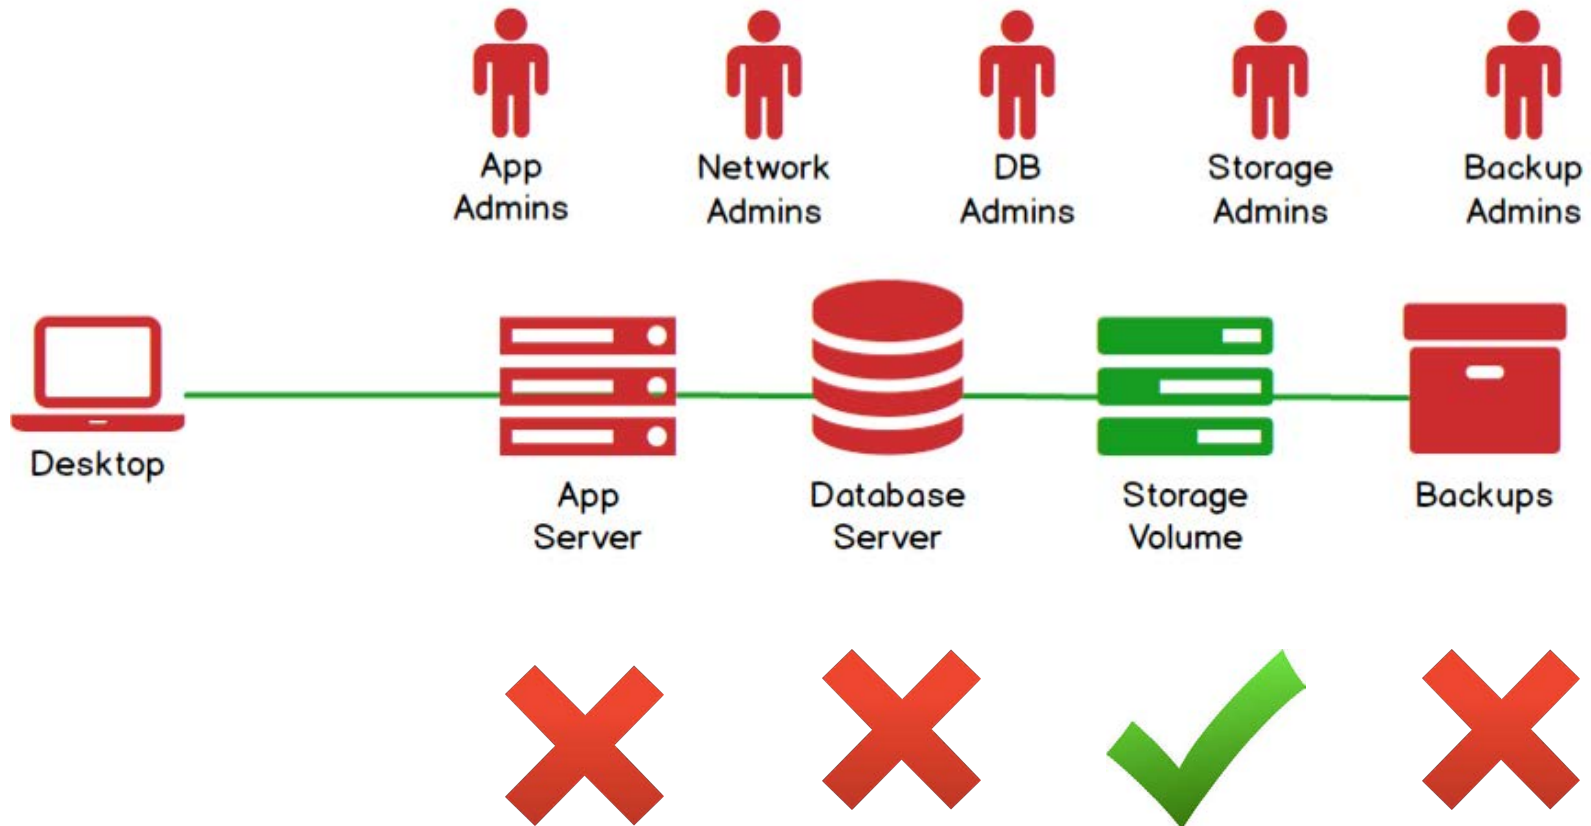 App
Admins
Network
Admins
DB
Admins
Storage
Admins
Backup
Admins
Desktop
App
Server
Database
Server
Storage
Volume
Backups